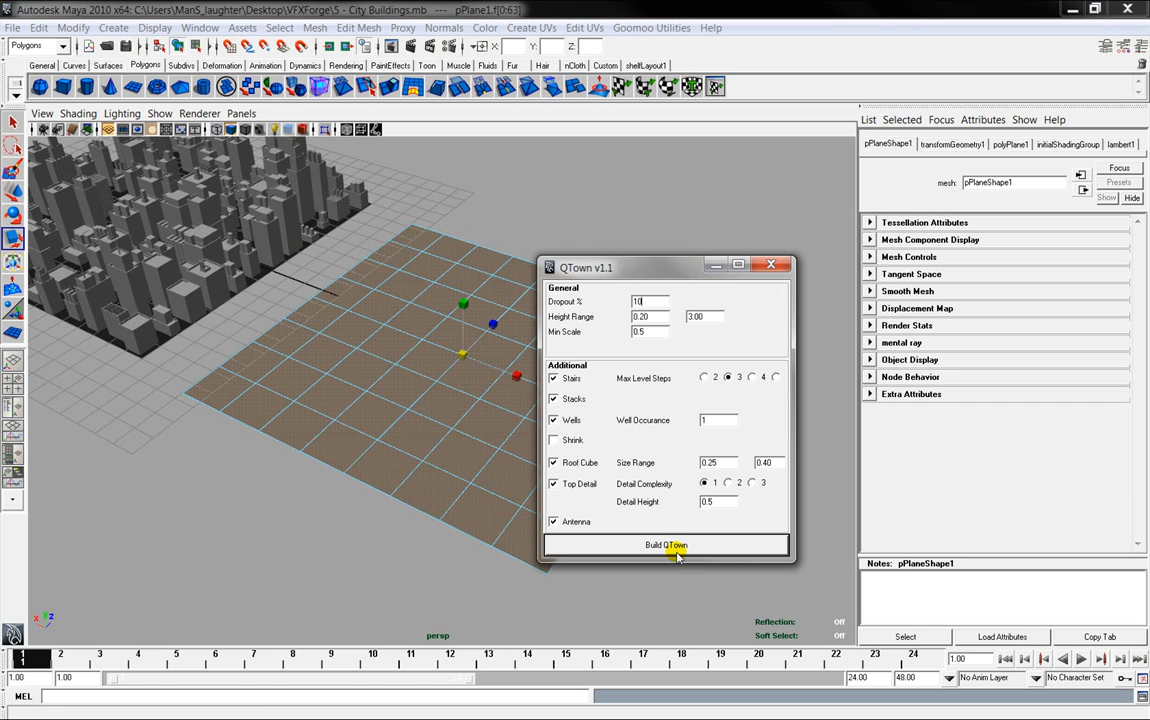 Autodesk Maya 2010 x64: C:\Users\ManS_laughter\Desktop\VFXForge\5 - City Buildings.mb --- pPlane1.f[0:63]
File Edit Modify Create Display Window Assets Select Mesh Edit Mesh Proxy Normals Color Create UVs Edit UVs Goomoo Utilities Help
Polygons X: Y: Z:
General Curves Surfaces Polygons Subdivs Deformation Animation Dynamics Rendering PaintEffects Toon Muscle Fluids Fur Hair nCloth Custom shelfLayout1
View Shading Lighting Show Renderer Panels
List Selected Focus Attributes Show Help
pPlaneShape1 transformGeometry1 polyPlane1 initialShadingGroup lambert1
mesh: pPlaneShape1
Focus
Presets
Show Hide
Tessellation Attributes
Mesh Component Display
Mesh Controls
Tangent Space
Smooth Mesh
Displacement Map
Render Stats
mental ray
Object Display
Node Behavior
Extra Attributes
QTown v1.1
General
Dropout % 10
Height Range 0.20 3.00
Min Scale 0.5
Additional
Stairs Max Level Steps 2 3 4
Stacks
Wells Well Occurance 1
Shrink
Roof Cube Size Range 0.25 0.40
Top Detail Detail Complexity 1 2 3
Detail Height 0.5
Antenna
Build QTown
Notes: pPlaneShape1
x z
persp
Reflection: Off
Soft Select: Off
Select Load Attributes Copy Tab
1 2 3 4 5 6 7 8 9 10 11 12 13 14 15 16 17 18 19 20 21 22 23 24
1
1.00
1.00 1.00 24.00 48.00 No Anim Layer No Character Set
MEL